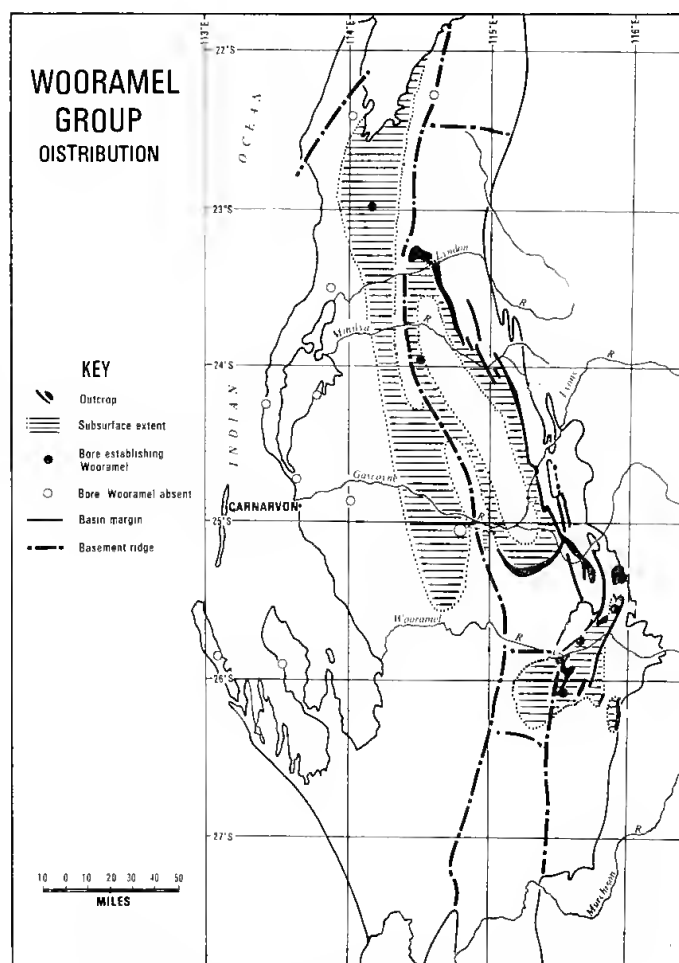 WOORAMEL
GROUP
DISTRIBUTION
113°E
114°
115°
116°
22°S
23°S
24°S
25°S
26°S
27°S
INDIAN
OCEAN
Lyndon
R
Minilya
R
Lyons
R
Gascoyne
R
CARNARVON
Wooramel
R
Murchison
R
KEY
Outcrop
Subsurface extent
Bore establishing
Wooramel
Bore Wooramel absent
Basin margin
Basement ridge
10 0 10 20 30 40 50
MILES